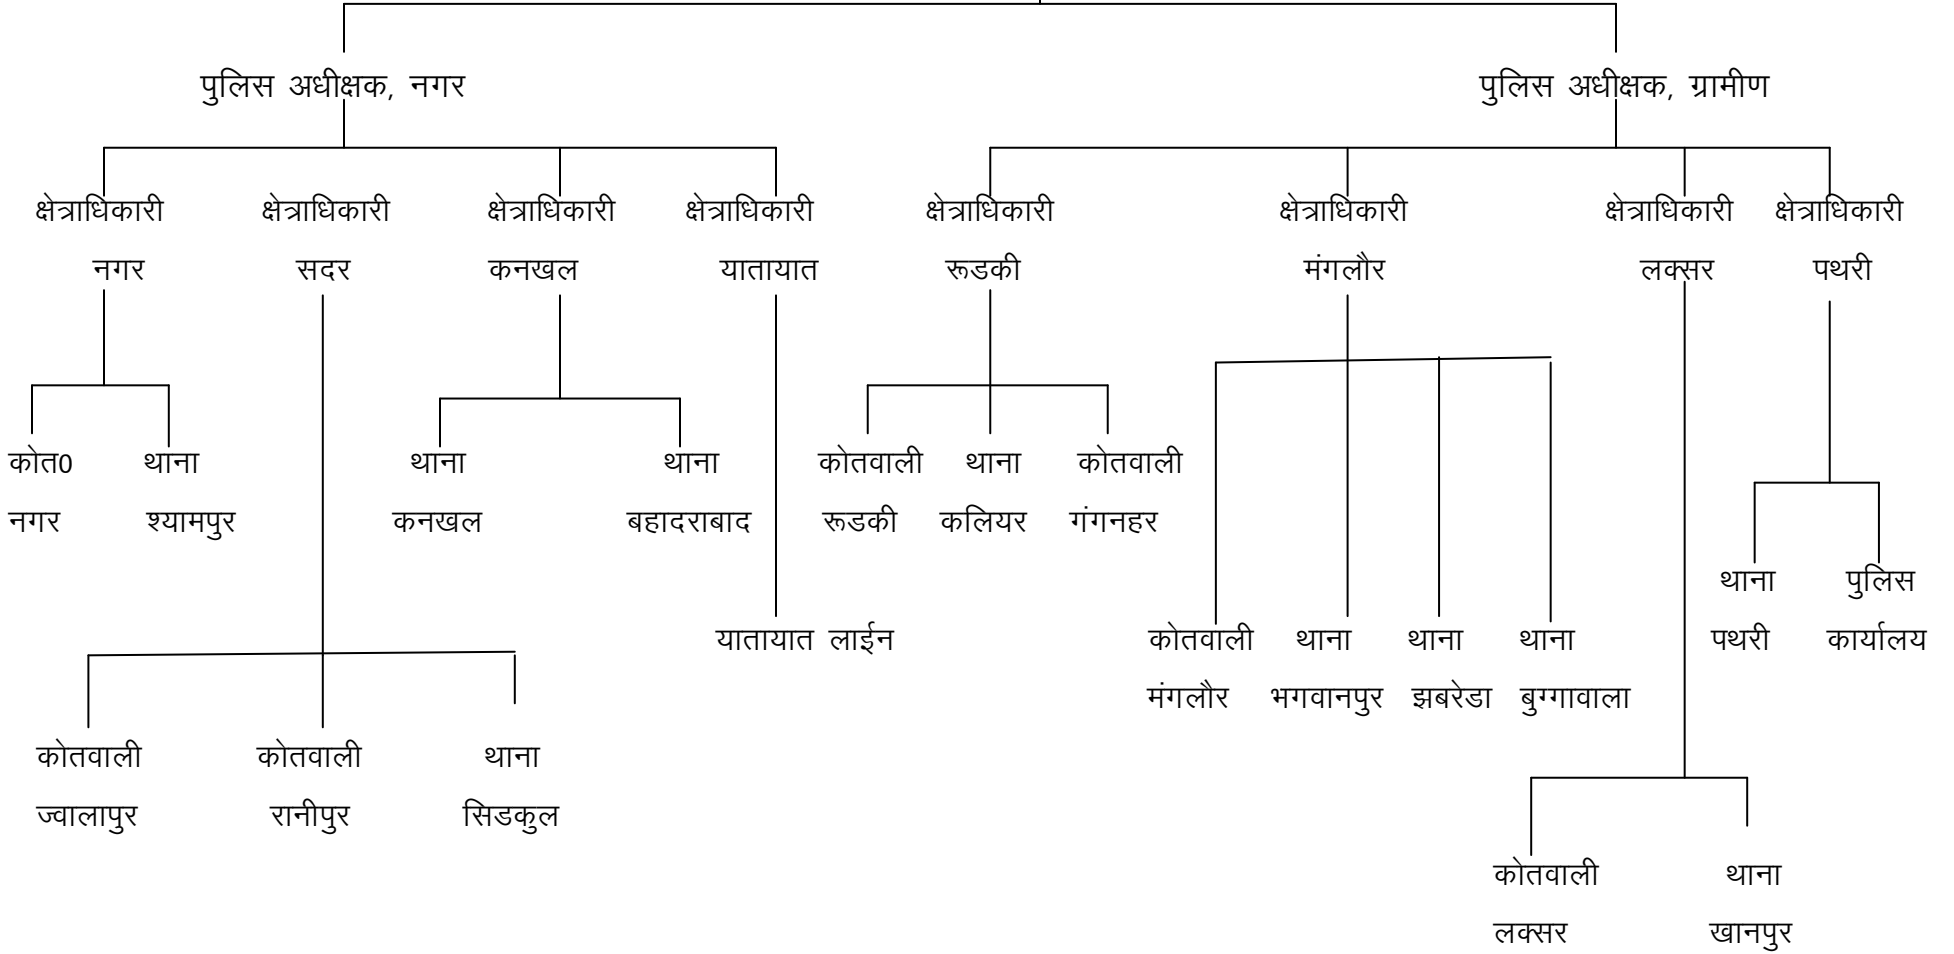 पुलिस अधीक्षक, नगर
पुलिस अधीक्षक, ग्रामीण
क्षेत्राधिकारी
नगर
क्षेत्राधिकारी
सदर
क्षेत्राधिकारी
कनखल
क्षेत्राधिकारी
यातायात
क्षेत्राधिकारी
रूडकी
क्षेत्राधिकारी
मंगलौर
क्षेत्राधिकारी
लक्सर
क्षेत्राधिकारी
पथरी
कोत0
नगर
थाना
श्यामपुर
थाना
कनखल
थाना
बहादराबाद
कोतवाली
रूडकी
थाना
कलियर
कोतवाली
गंगनहर
थाना
पथरी
पुलिस
कार्यालय
यातायात लाईन
कोतवाली
मंगलौर
थाना
भगवानपुर
थाना
झबरेडा
थाना
बुग्गावाला
कोतवाली
ज्वालापुर
कोतवाली
रानीपुर
थाना
सिडकुल
कोतवाली
लक्सर
थाना
खानपुर